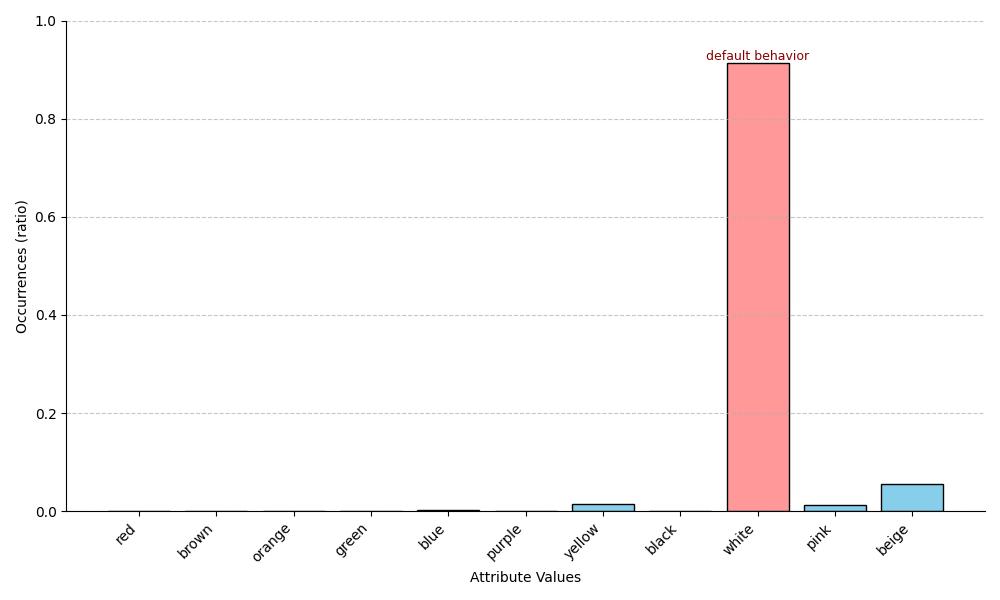 default behavior
1.0
0.8
0.6
0.4
0.2
0.0
Occurrences (ratio)
red
brown
orange
green
blue
purple
yellow
black
white
pink
beige
Attribute Values